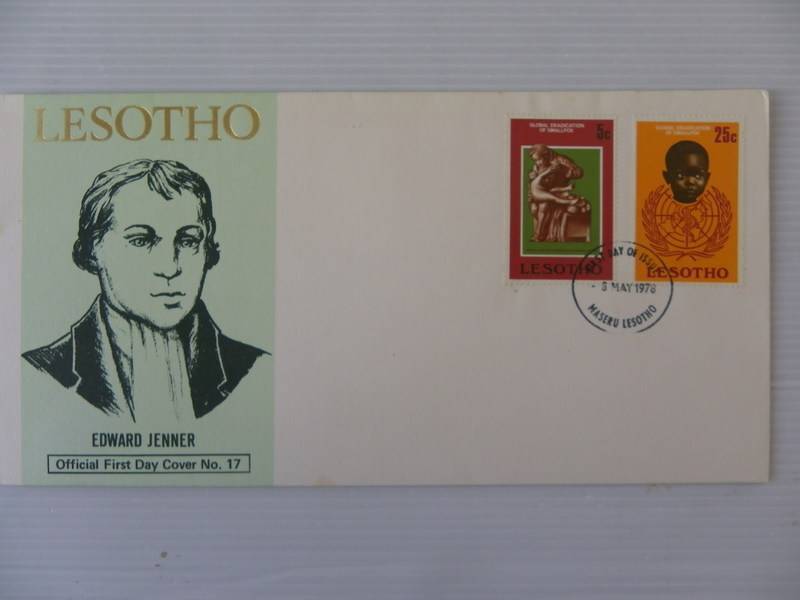 LESOTHO
EDWARD JENNER
Official First Day Cover No. 17
GLOBAL ERADICATION
OF SMALLPOX
5c
LESOTHO
GLOBAL ERADICATION
OF SMALLPOX
25c
LESOTHO
FIRST DAY OF ISSUE
MAY 1978
MASERU LESOTHO